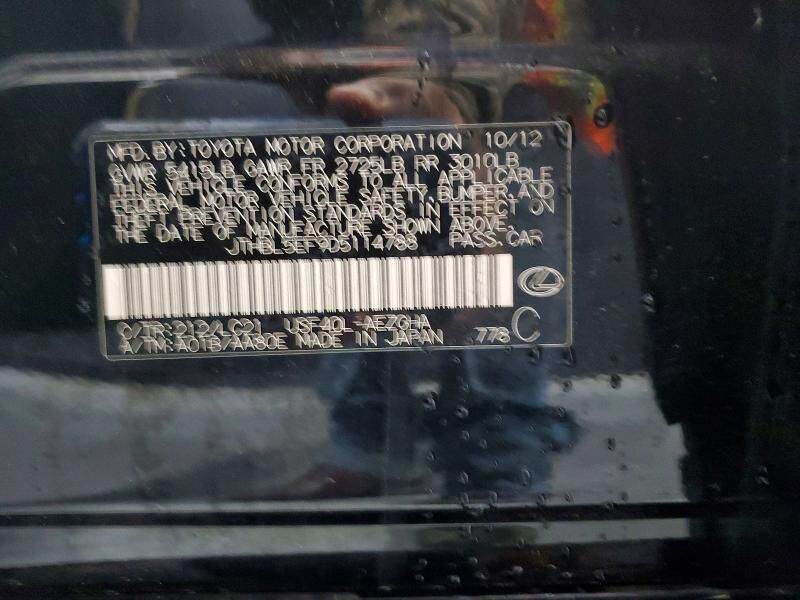 MFD.BY:TOYOTA MOTOR CORPORATION 10/12
GVWR 5415LB GAWR FR 2725LB RR 3010LB
THIS VEHICLE CONFORMS TO ALL APPLICABLE
FEDERAL MOTOR VEHICLE SAFETY, BUMPER AND
THEFT PREVENTION STANDARDS IN EFFECT ON
THE DATE OF MANUFACTURE SHOWN ABOVE.
JTHBL5EF9D5114788 PASS.CAR
C/TR:212/LC21 USF40L-AEZGHA
A/TM:A01B/AA80E MADE IN JAPAN 778 C